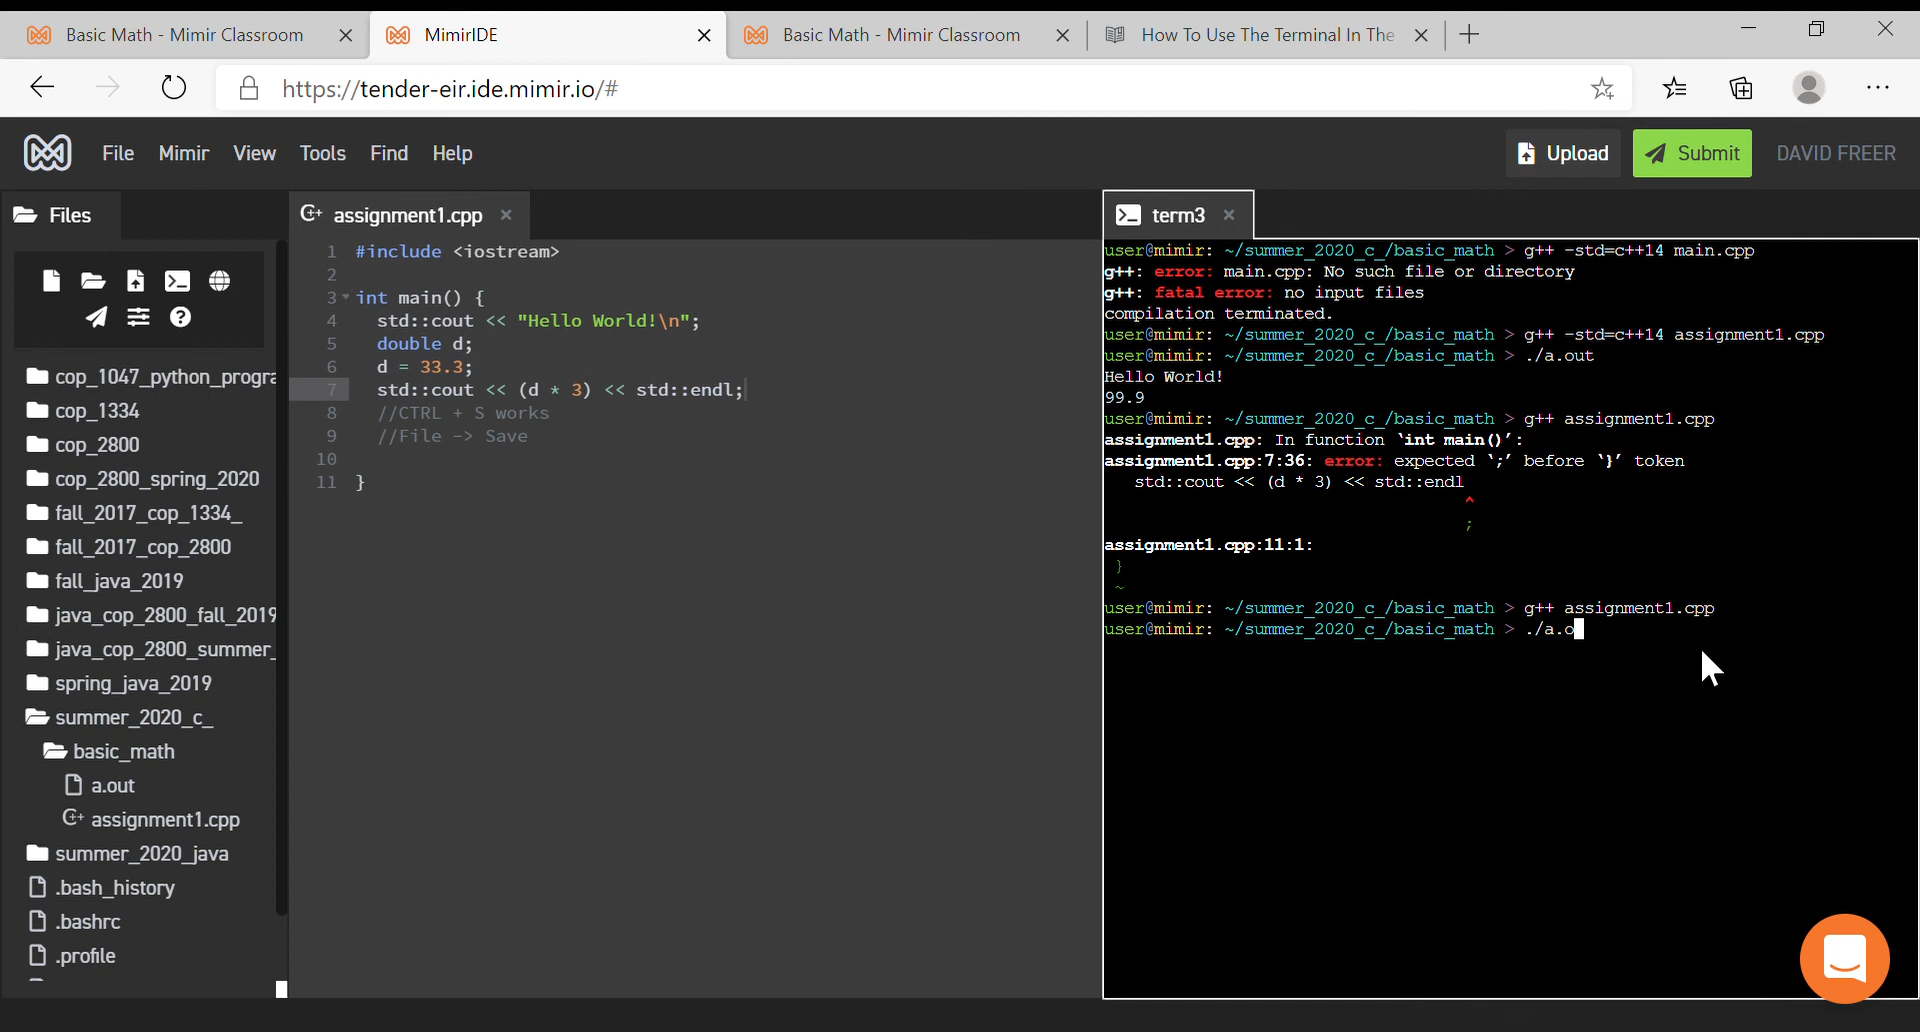 Basic Math - Mimir Classroom
MimirIDE
Basic Math - Mimir Classroom
How To Use The Terminal In The
https://tender-eir.ide.mimir.io/#
File Mimir View Tools Find Help
Upload
Submit
DAVID FREER
Files
cop_1047_python_progra
cop_1334
cop_2800
cop_2800_spring_2020
fall_2017_cop_1334_
fall_2017_cop_2800
fall_java_2019
java_cop_2800_fall_2019
java_cop_2800_summer_
spring_java_2019
summer_2020_c_
basic_math
a.out
G+ assignment1.cpp
summer_2020_java
.bash_history
.bashrc
.profile
G+ assignment1.cpp
1 #include <iostream>
2
3 int main() {
4 std::cout << "Hello World!\n";
5 double d;
6 d = 33.3;
7 std::cout << (d * 3) << std::endl;
8 //CTRL + S works
9 //File -> Save
10
11 }
term3
user@mimir: ~/summer_2020_c_/basic_math > g++ -std=c++14 main.cpp
g++: error: main.cpp: No such file or directory
g++: fatal error: no input files
compilation terminated.
user@mimir: ~/summer_2020_c_/basic_math > g++ -std=c++14 assignment1.cpp
user@mimir: ~/summer_2020_c_/basic_math > ./a.out
Hello World!
99.9
user@mimir: ~/summer_2020_c_/basic_math > g++ assignment1.cpp
assignment1.cpp: In function ‘int main()’:
assignment1.cpp:7:36: error: expected ‘;’ before ‘}’ token
std::cout << (d * 3) << std::endl
^
;
assignment1.cpp:11:1:
}
~
user@mimir: ~/summer_2020_c_/basic_math > g++ assignment1.cpp
user@mimir: ~/summer_2020_c_/basic_math > ./a.o